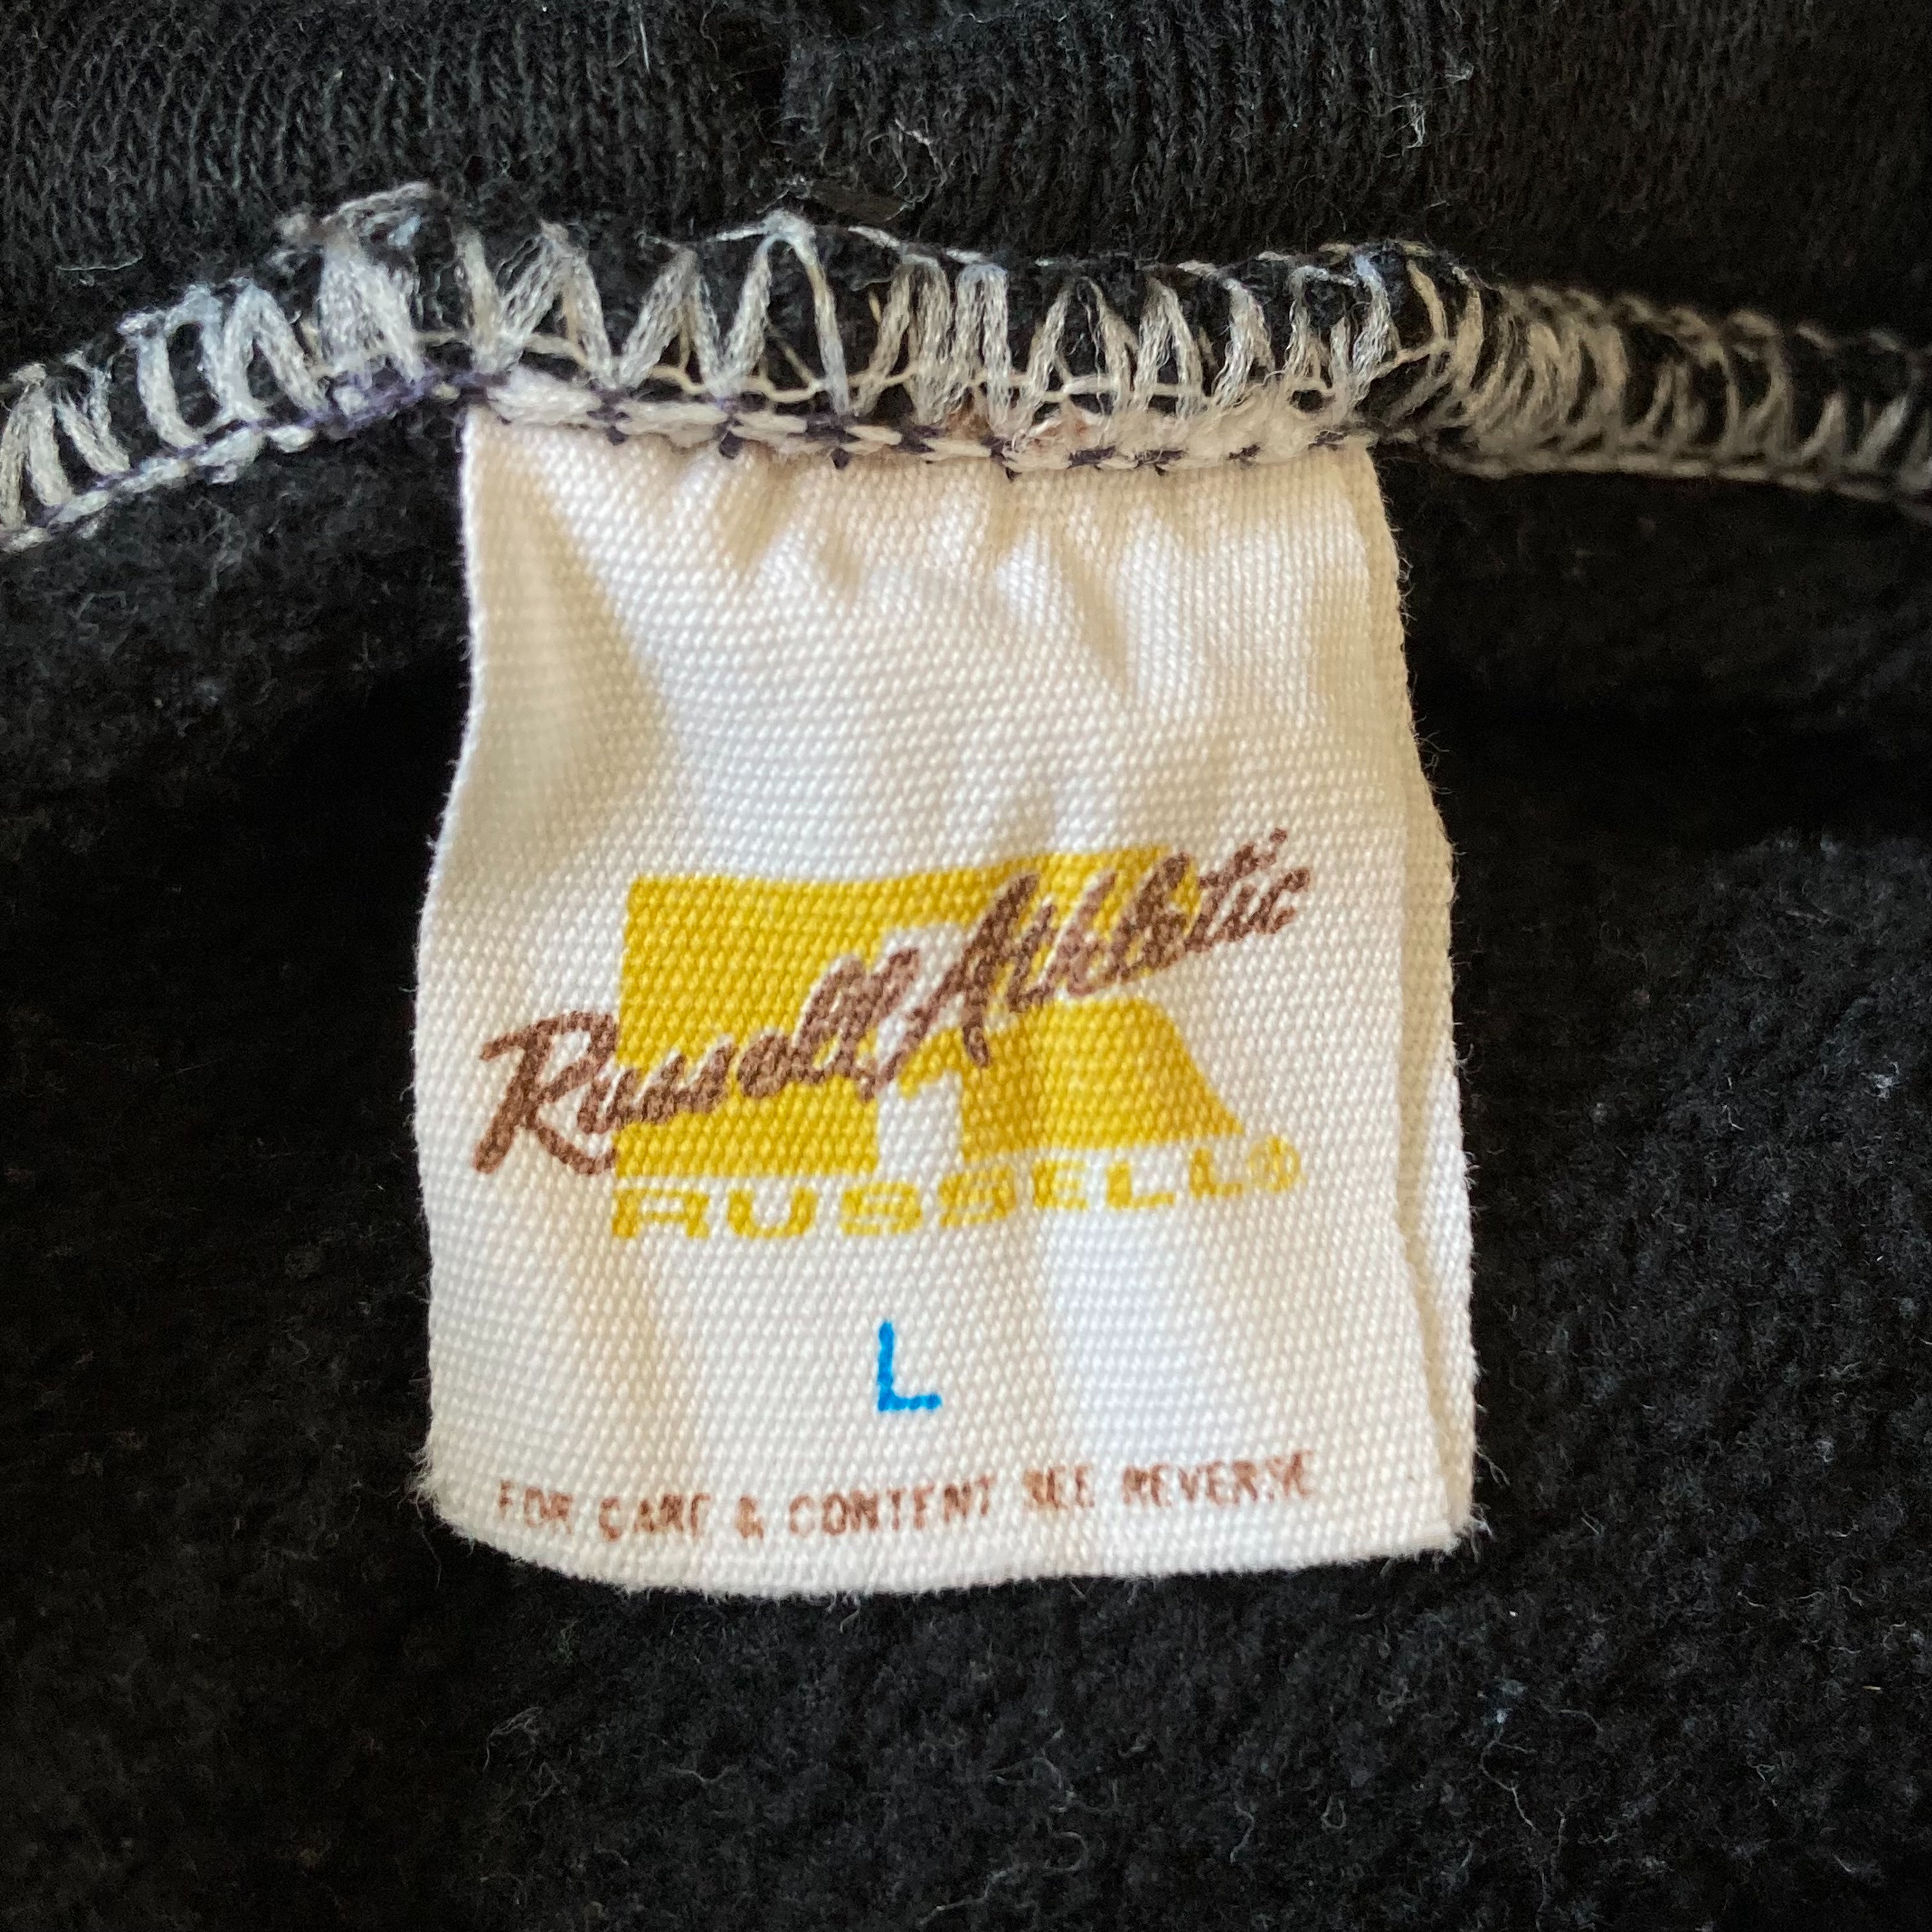 Russell Athletic
RUSSELL®
L
FOR CARE & CONTENT SEE REVERSE